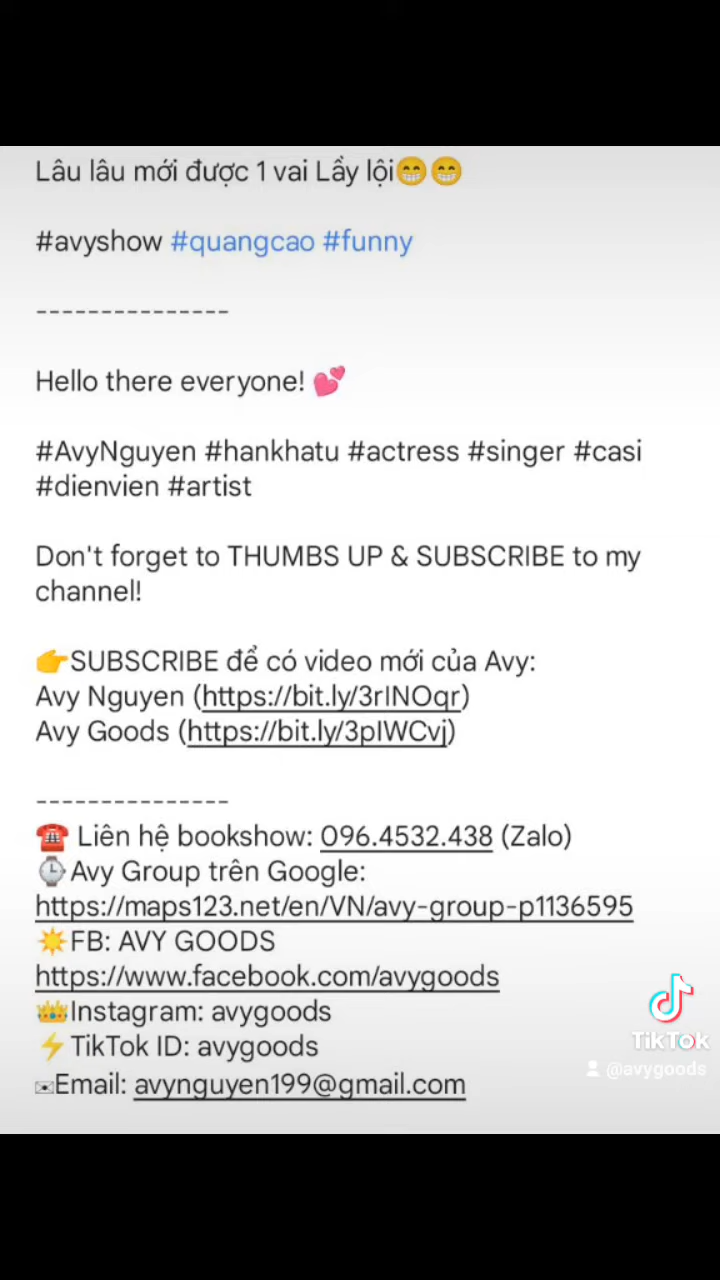 Lâu lâu mới được 1 vai Lầy lội😁😁
#avyshow #quangcao #funny
---------------
Hello there everyone! 💕
#AvyNguyen #hankhatu #actress #singer #casi
#dienvien #artist
Don't forget to THUMBS UP & SUBSCRIBE to my
channel!
👉SUBSCRIBE để có video mới của Avy:
Avy Nguyen (https://bit.ly/3rINOqr)
Avy Goods (https://bit.ly/3pIWCvj)
---------------
☎️ Liên hệ bookshow: 096.4532.438 (Zalo)
⌚Avy Group trên Google:
https://maps123.net/en/VN/avy-group-p1136595
☀️FB: AVY GOODS
https://www.facebook.com/avygoods
👑Instagram: avygoods
⚡TikTok ID: avygoods
✉️Email: avynguyen199@gmail.com
TikTok
@avygoods